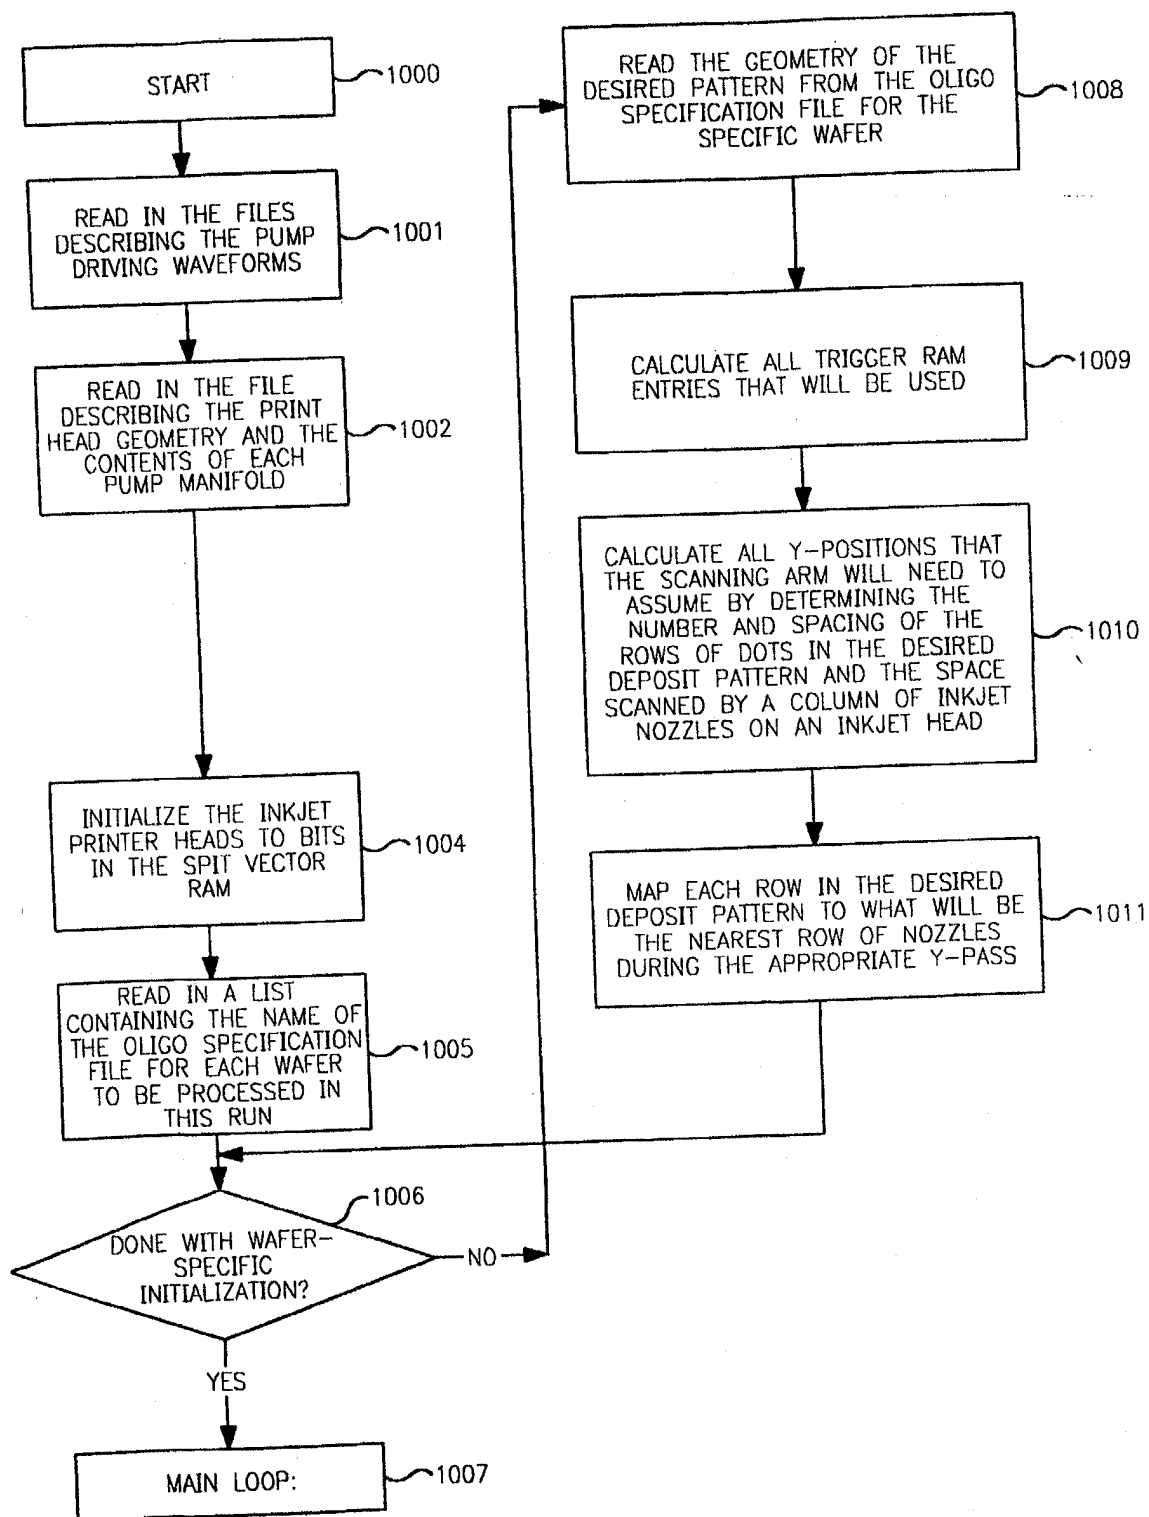 START
1000
READ IN THE FILES
DESCRIBING THE PUMP
DRIVING WAVEFORMS
1001
READ IN THE FILE
DESCRIBING THE PRINT
HEAD GEOMETRY AND THE
CONTENTS OF EACH
PUMP MANIFOLD
1002
INITIALIZE THE INKJET
PRINTER HEADS TO BITS
IN THE SPIT VECTOR
RAM
1004
READ IN A LIST
CONTAINING THE NAME OF
THE OLIGO SPECIFICATION
FILE FOR EACH WAFER
TO BE PROCESSED IN
THIS RUN
1005
1006
DONE WITH WAFER-
SPECIFIC
INITIALIZATION?
NO
YES
MAIN LOOP:
1007
READ THE GEOMETRY OF THE
DESIRED PATTERN FROM THE OLIGO
SPECIFICATION FILE FOR THE
SPECIFIC WAFER
1008
CALCULATE ALL TRIGGER RAM
ENTRIES THAT WILL BE USED
1009
CALCULATE ALL Y-POSITIONS THAT
THE SCANNING ARM WILL NEED TO
ASSUME BY DETERMINING THE
NUMBER AND SPACING OF THE
ROWS OF DOTS IN THE DESIRED
DEPOSIT PATTERN AND THE SPACE
SCANNED BY A COLUMN OF INKJET
NOZZLES ON AN INKJET HEAD
1010
MAP EACH ROW IN THE DESIRED
DEPOSIT PATTERN TO WHAT WILL BE
THE NEAREST ROW OF NOZZLES
DURING THE APPROPRIATE Y-PASS
1011